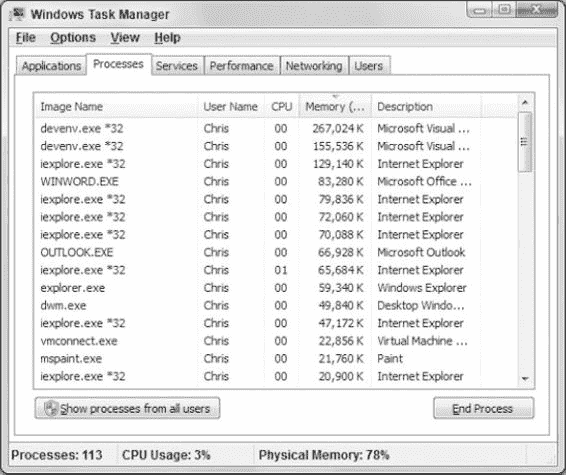 Windows Task Manager
File Options View Help
Applications Processes Services Performance Networking Users
Image Name User Name CPU Memory (... Description
devenv.exe *32 Chris 00 267,024 K Microsoft Visual ...
devenv.exe *32 Chris 00 155,536 K Microsoft Visual ...
iexplore.exe *32 Chris 00 129,140 K Internet Explorer
WINWORD.EXE Chris 00 83,280 K Microsoft Office ...
iexplore.exe *32 Chris 00 79,836 K Internet Explorer
iexplore.exe *32 Chris 00 72,060 K Internet Explorer
iexplore.exe *32 Chris 00 70,088 K Internet Explorer
OUTLOOK.EXE Chris 00 66,928 K Microsoft Outlook
iexplore.exe *32 Chris 01 65,684 K Internet Explorer
explorer.exe Chris 00 59,340 K Windows Explorer
dwm.exe Chris 00 49,840 K Desktop Windo...
iexplore.exe *32 Chris 00 47,172 K Internet Explorer
vmconnect.exe Chris 00 22,856 K Virtual Machine ...
mspaint.exe Chris 00 21,760 K Paint
iexplore.exe *32 Chris 00 20,900 K Internet Explorer
Show processes from all users End Process
Processes: 113 CPU Usage: 3% Physical Memory: 78%